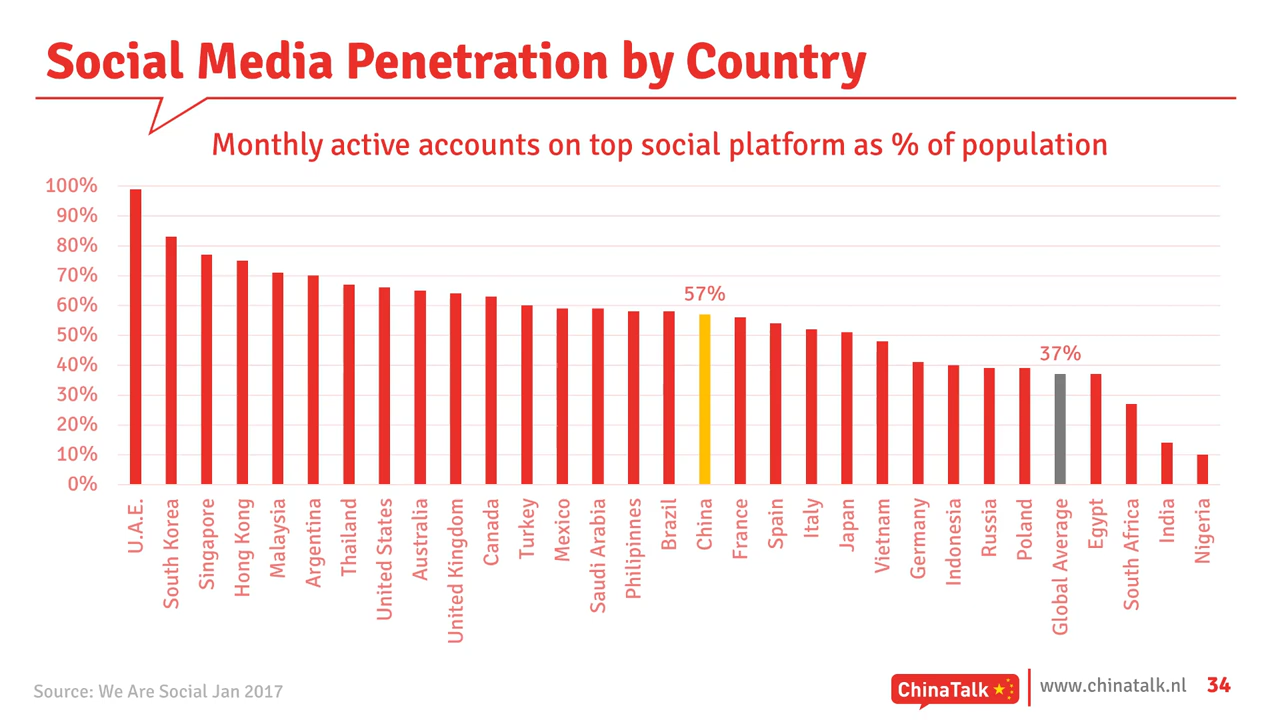 Social Media Penetration by Country
Monthly active accounts on top social platform as % of population
100%
90%
80%
70%
60%
50%
40%
30%
20%
10%
0%
57%
37%
U.A.E.
South Korea
Singapore
Hong Kong
Malaysia
Argentina
Thailand
United States
Australia
United Kingdom
Canada
Turkey
Mexico
Saudi Arabia
Philipinnes
Brazil
China
France
Spain
Italy
Japan
Vietnam
Germany
Indonesia
Russia
Poland
Global Average
Egypt
South Africa
India
Nigeria
Source: We Are Social Jan 2017
ChinaTalk
www.chinatalk.nl
34